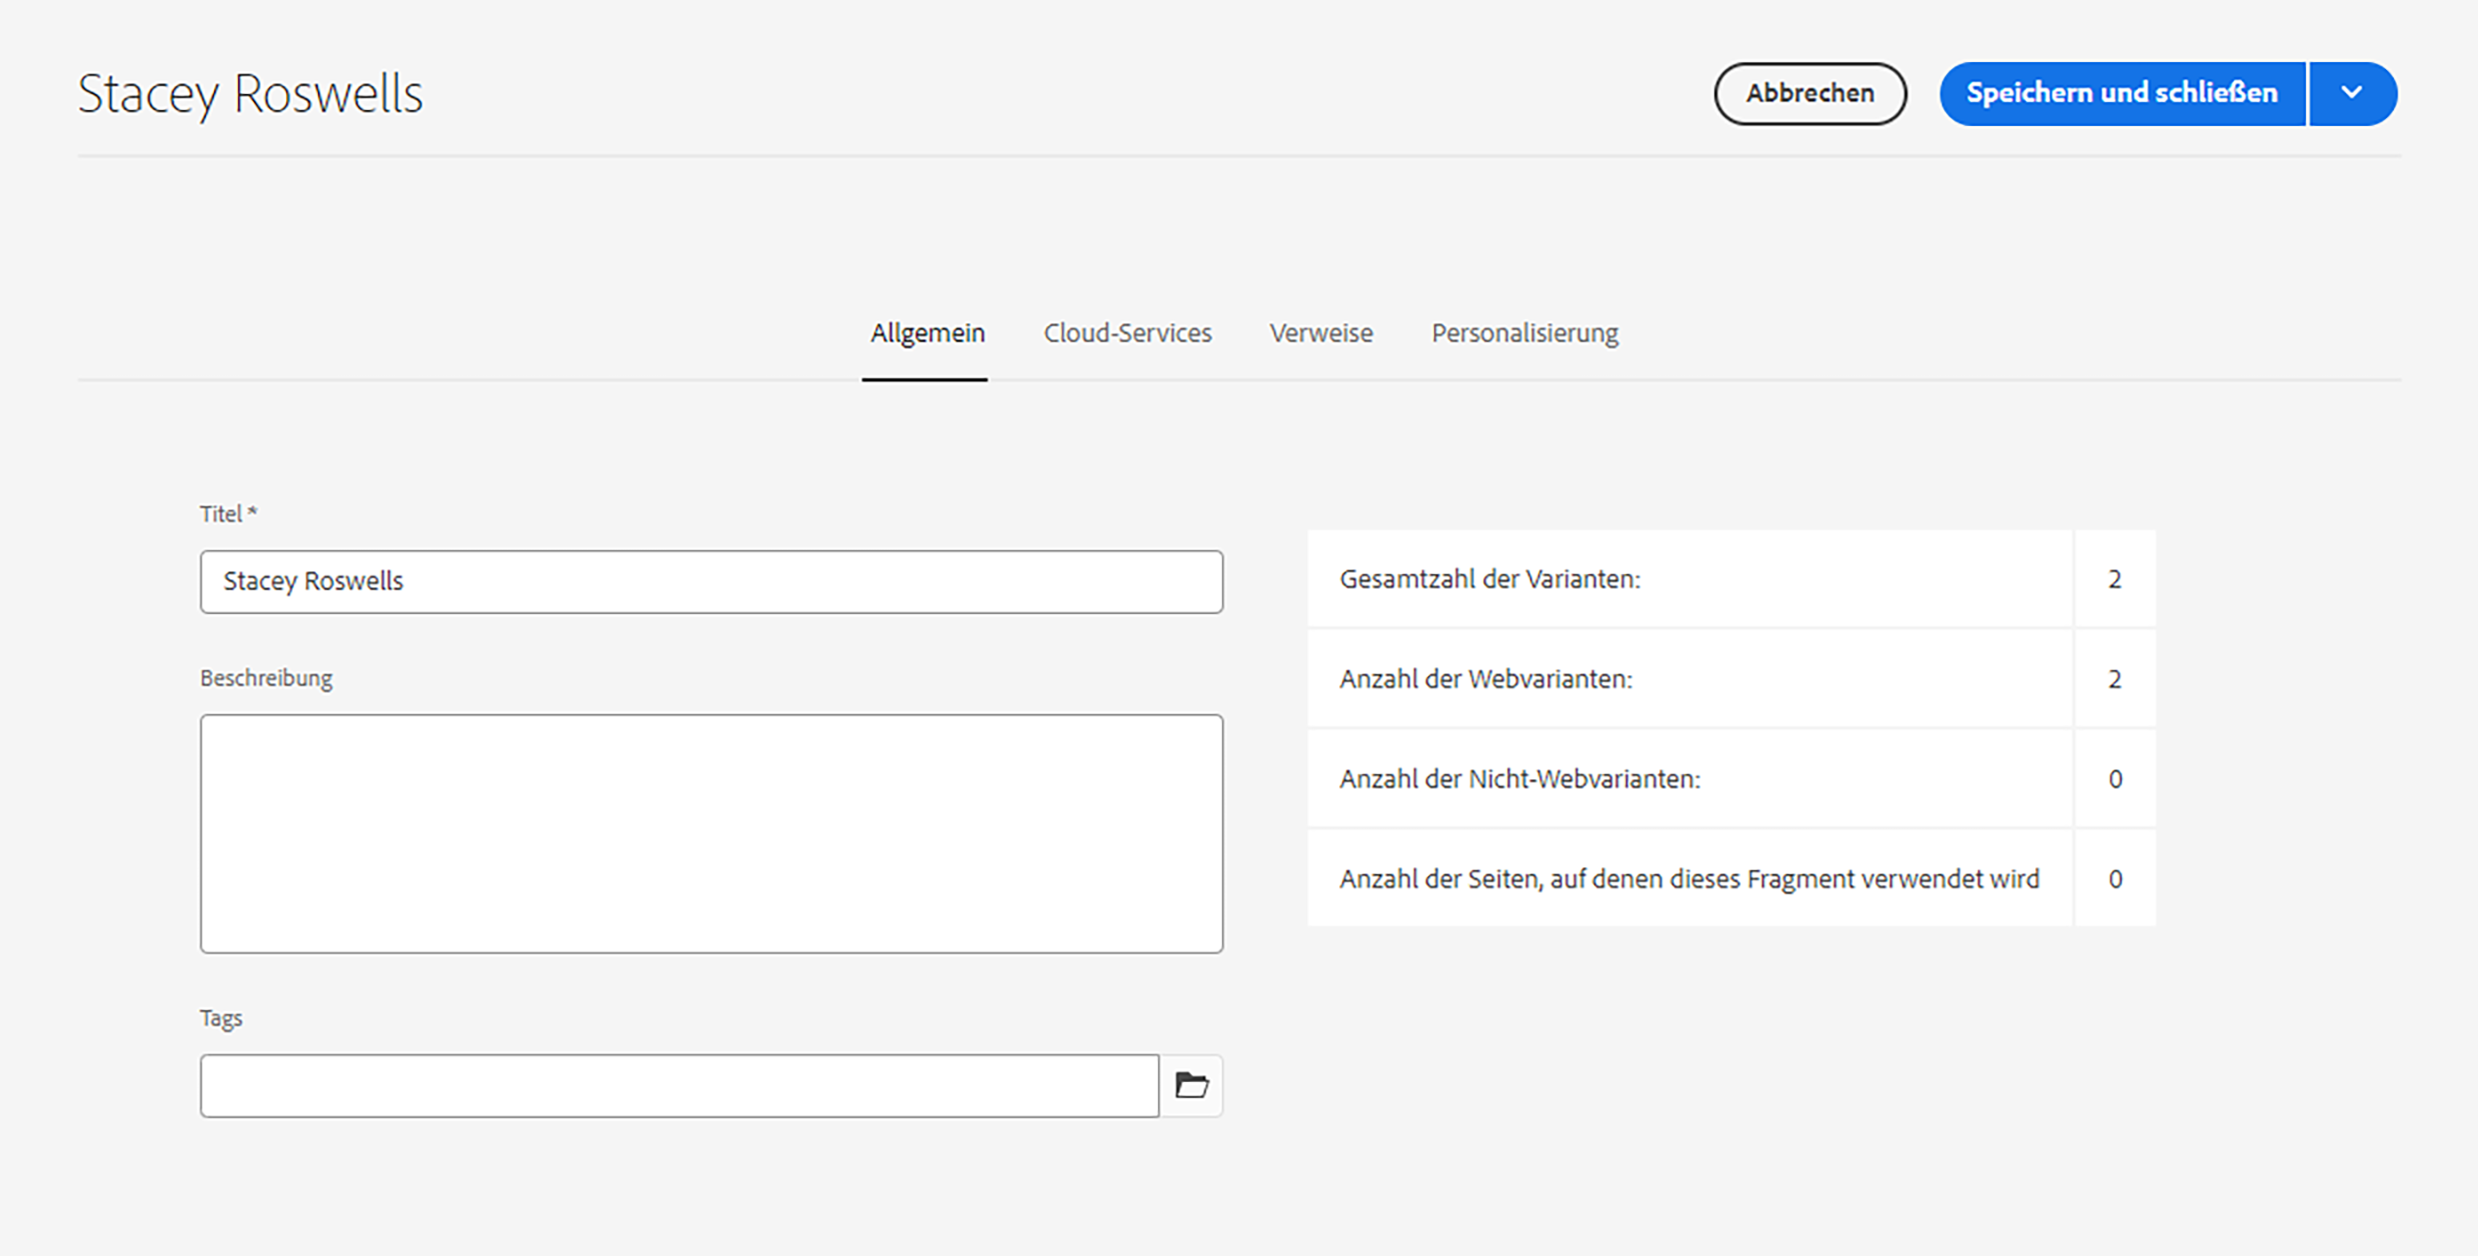 Stacey Roswells
Abbrechen
Speichern und schließen
Allgemein
Cloud-Services
Verweise
Personalisierung
Titel *
Stacey Roswells
Beschreibung
Tags
Gesamtzahl der Varianten: 2
Anzahl der Webvarianten: 2
Anzahl der Nicht-Webvarianten: 0
Anzahl der Seiten, auf denen dieses Fragment verwendet wird 0